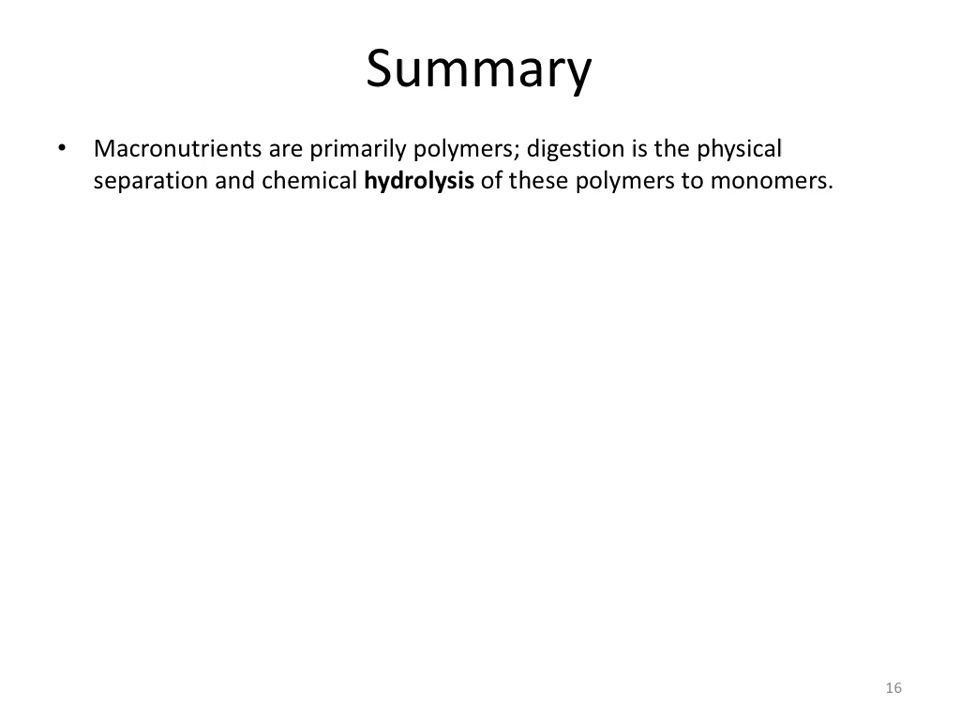 Summary
• Macronutrients are primarily polymers; digestion is the physical
separation and chemical hydrolysis of these polymers to monomers.
16